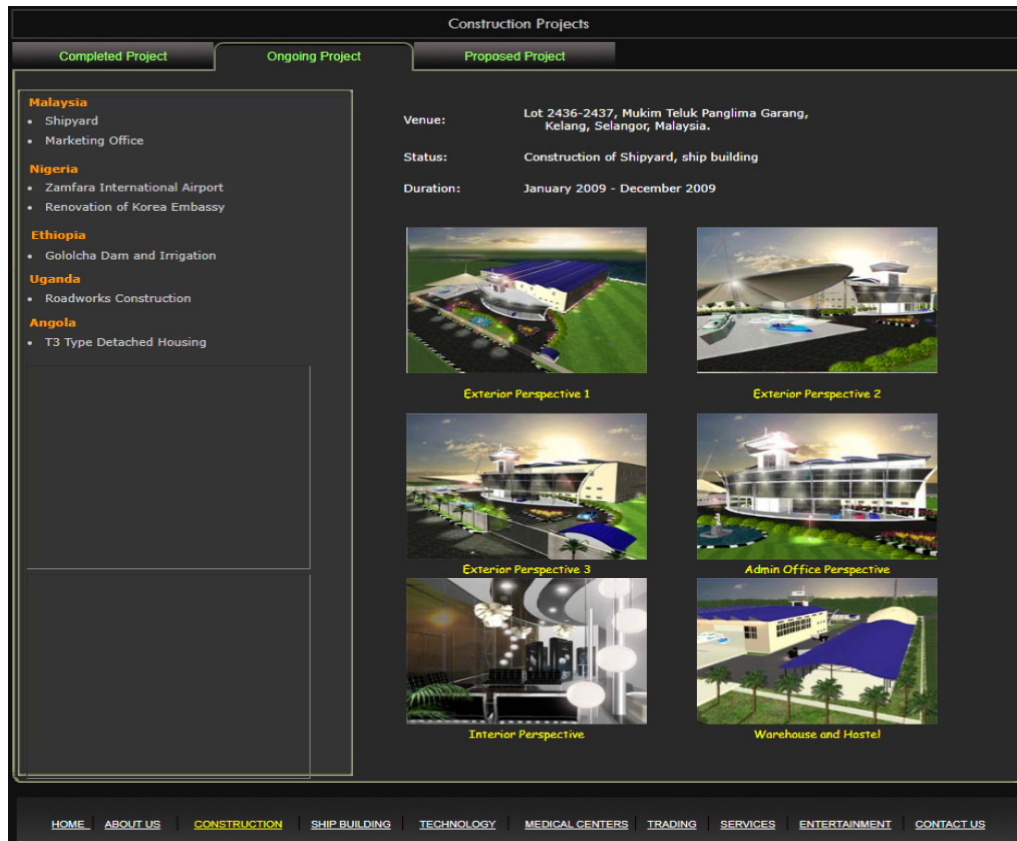 Construction Projects
Completed Project
Ongoing Project
Proposed Project
Malaysia
Shipyard
Marketing Office
Nigeria
Zamfara International Airport
Renovation of Korea Embassy
Ethiopia
Gololcha Dam and Irrigation
Uganda
Roadworks Construction
Angola
T3 Type Detached Housing
Venue: Lot 2436-2437, Mukim Teluk Panglima Garang,
Kelang, Selangor, Malaysia.
Status: Construction of Shipyard, ship building
Duration: January 2009 - December 2009
Exterior Perspective 1
Exterior Perspective 2
Exterior Perspective 3
Admin Office Perspective
Interior Perspective
Warehouse and Hostel
HOME ABOUT US CONSTRUCTION SHIP BUILDING TECHNOLOGY MEDICAL CENTERS TRADING SERVICES ENTERTAINMENT CONTACT US